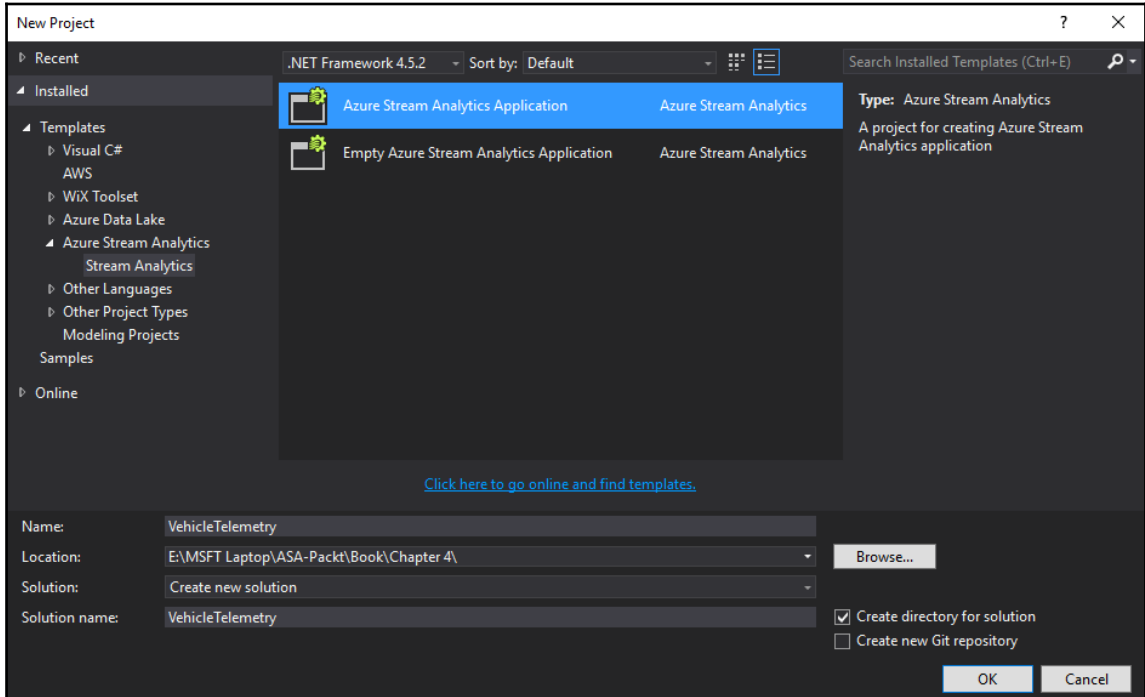 New Project
? ×
Recent
.NET Framework 4.5.2 Sort by: Default
Search Installed Templates (Ctrl+E)
Installed
Templates
Visual C#
AWS
WiX Toolset
Azure Data Lake
Azure Stream Analytics
Stream Analytics
Other Languages
Other Project Types
Modeling Projects
Samples
Online
Azure Stream Analytics Application Azure Stream Analytics
Empty Azure Stream Analytics Application Azure Stream Analytics
Type: Azure Stream Analytics
A project for creating Azure Stream
Analytics application
Click here to go online and find templates.
Name: VehicleTelemetry
Location: E:\MSFT Laptop\ASA-Packt\Book\Chapter 4\
Browse...
Solution: Create new solution
Solution name: VehicleTelemetry
Create directory for solution
Create new Git repository
OK Cancel